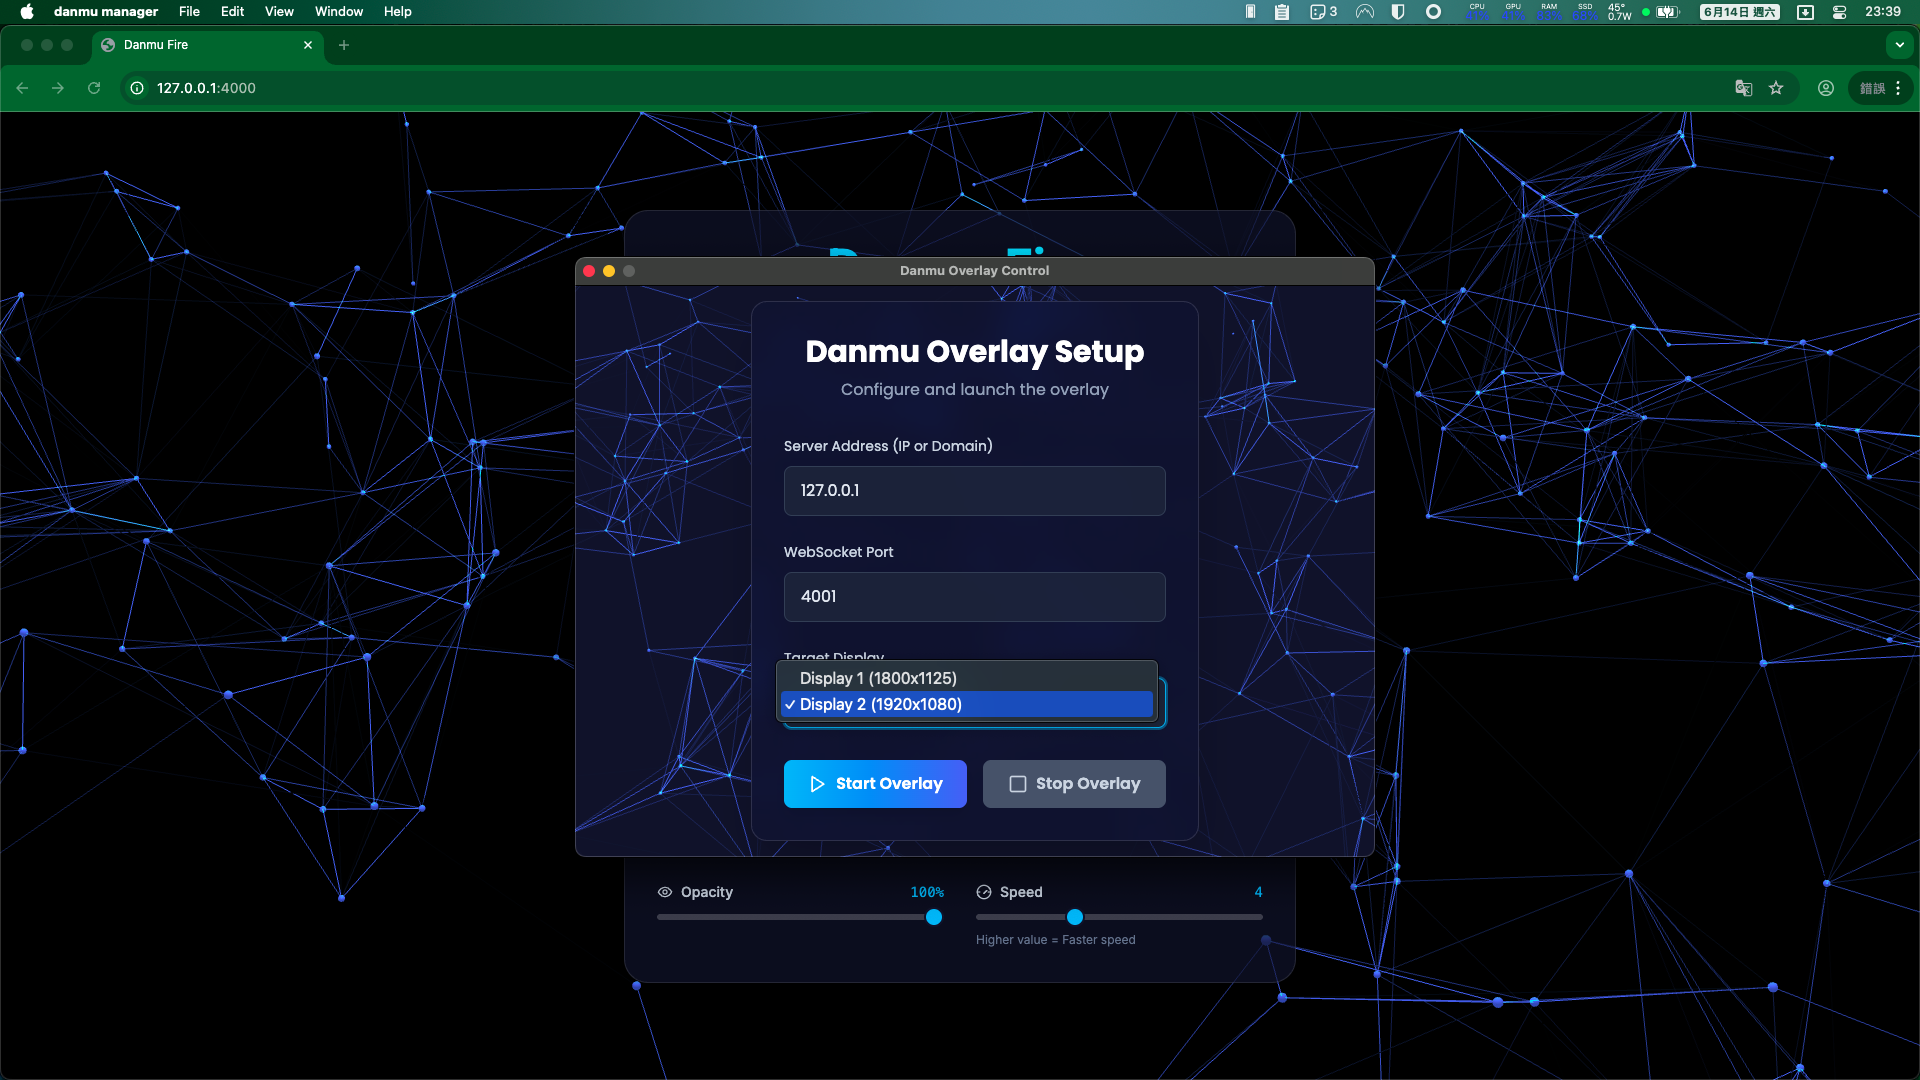 danmu manager File Edit View Window Help 3 CPU GPU RAM SSD 45° 0.7W 6月14日 週六 23:39
Danmu Fire
127.0.0.1:4000 錯誤
Danmu Overlay Control
Danmu Overlay Setup
Configure and launch the overlay
Server Address (IP or Domain)
127.0.0.1
WebSocket Port
4001
Target Display
Display 1 (1800x1125)
✓ Display 2 (1920x1080)
Start Overlay Stop Overlay
Opacity 100% Speed 4
Higher value = Faster speed